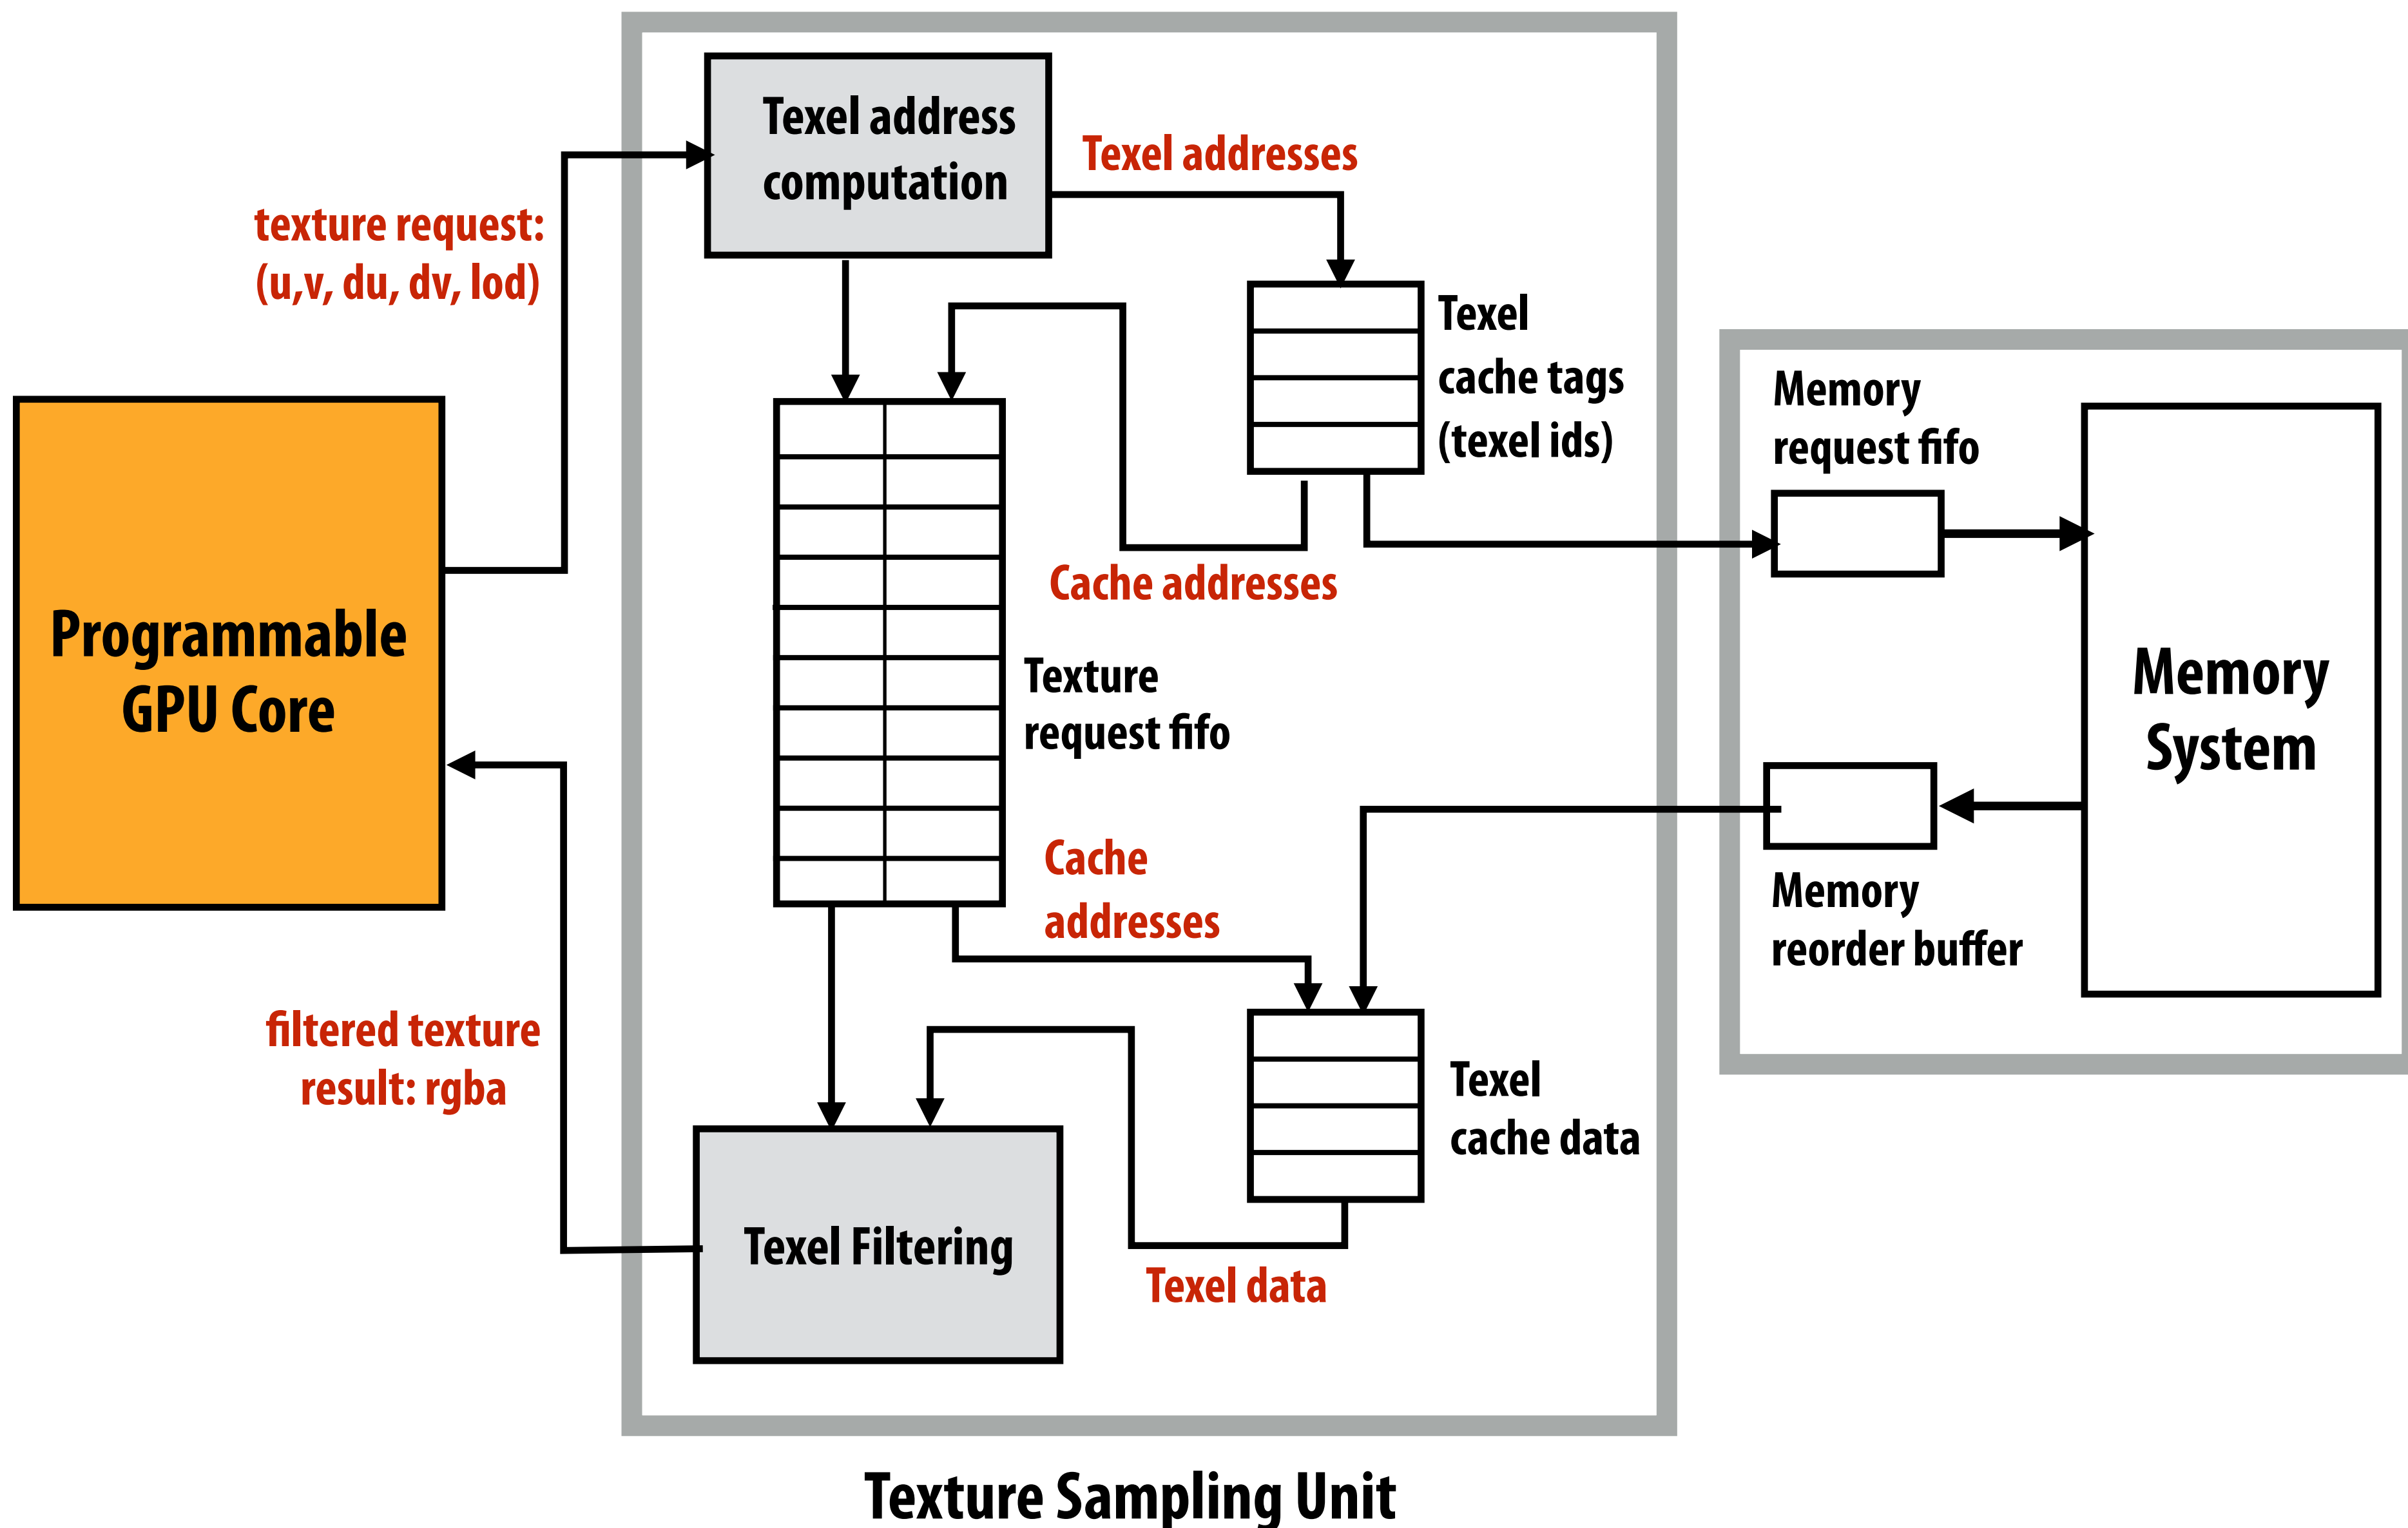 Texel address
computation
Texel addresses
texture request:
(u,v, du, dv, lod)
Texel
cache tags
(texel ids)
Memory
request fifo
Cache addresses
Programmable
GPU Core
Texture
request fifo
Memory
System
Cache
addresses
Memory
reorder buffer
filtered texture
result: rgba
Texel
cache data
Texel Filtering
Texel data
Texture Sampling Unit